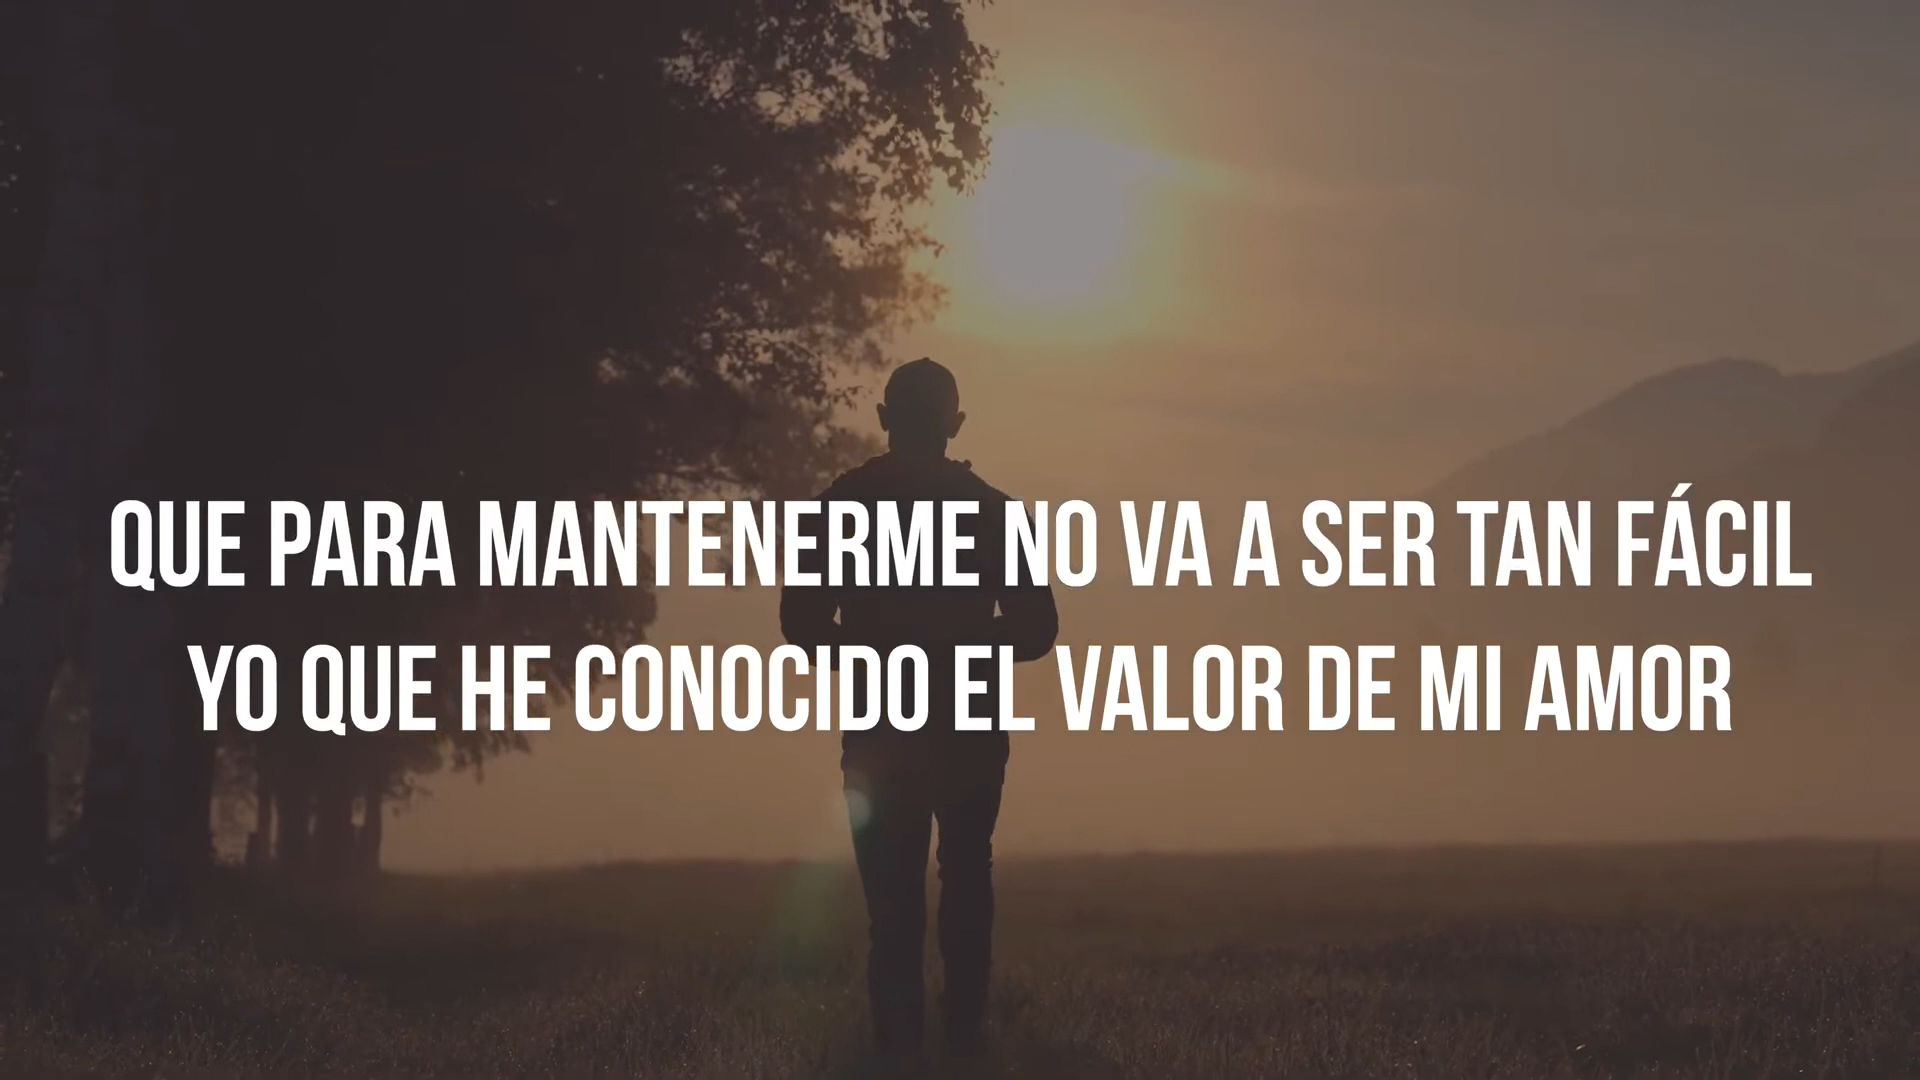 QUE PARA MANTENERME NO VA A SER TAN FÁCIL
YO QUE HE CONOCIDO EL VALOR DE MI AMOR